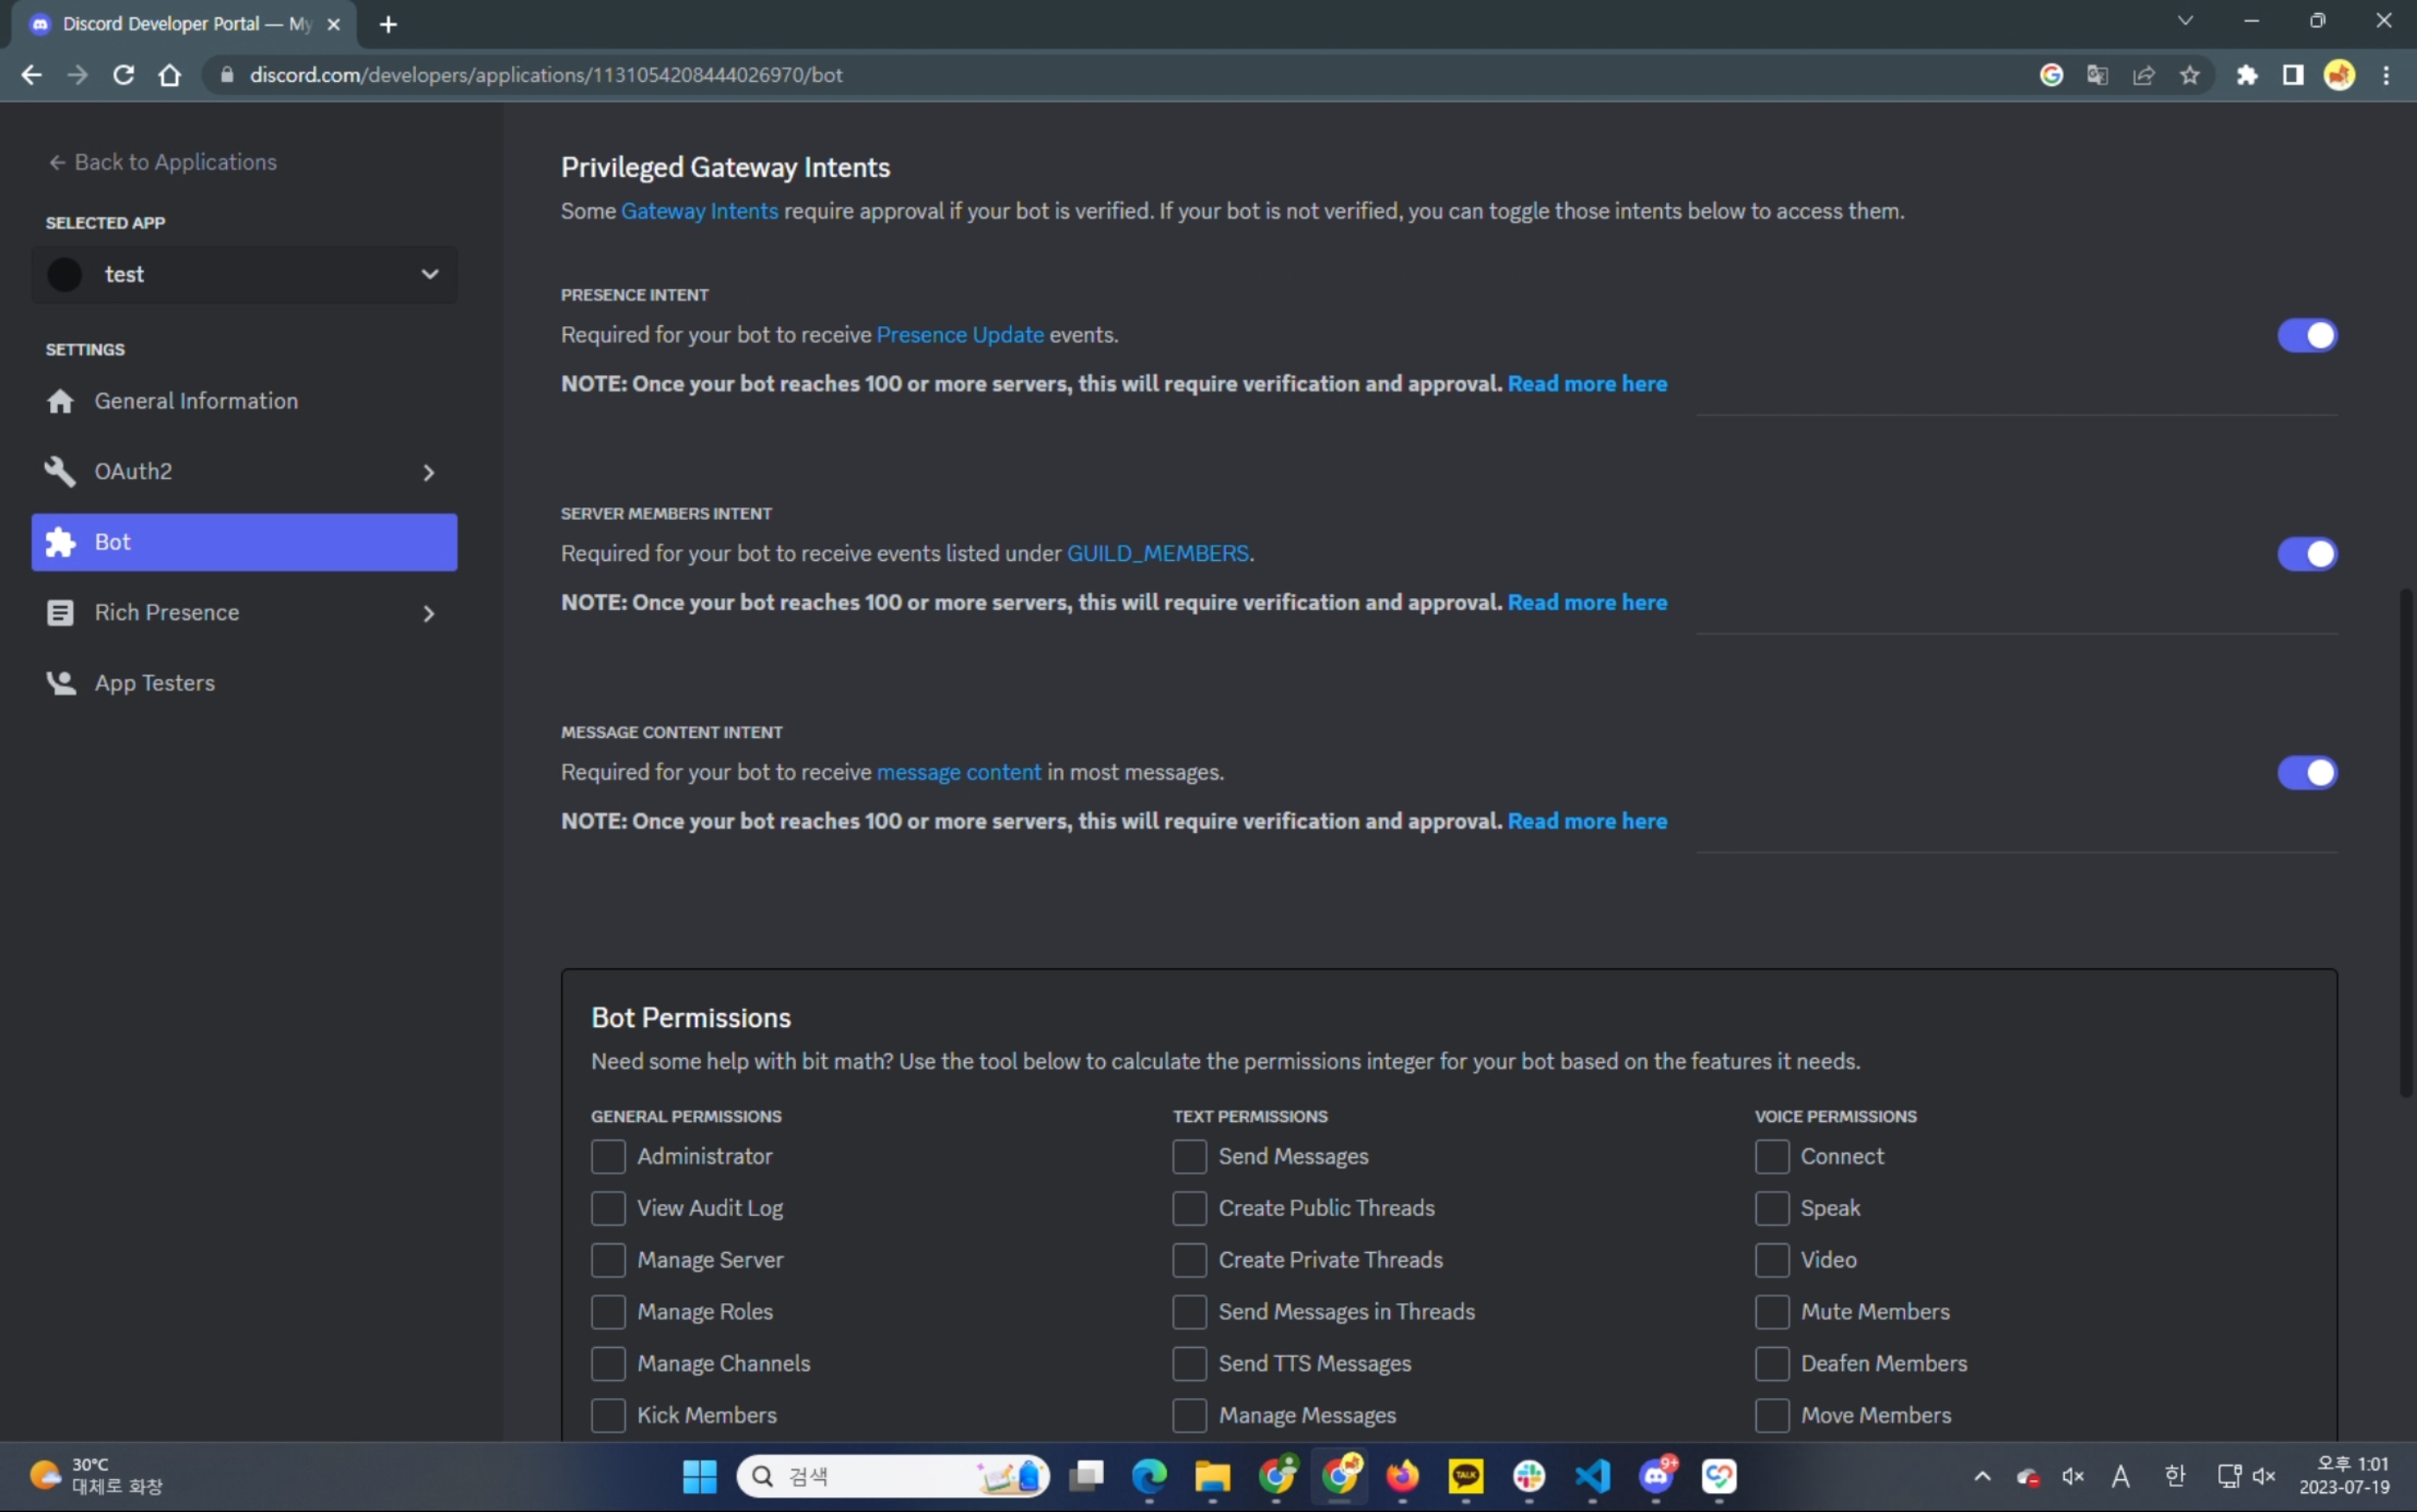 Discord Developer Portal — My
discord.com/developers/applications/1131054208444026970/bot
Back to Applications
SELECTED APP
test
SETTINGS
General Information
OAuth2
Bot
Rich Presence
App Testers
Privileged Gateway Intents
Some Gateway Intents require approval if your bot is verified. If your bot is not verified, you can toggle those intents below to access them.
PRESENCE INTENT
Required for your bot to receive Presence Update events.
NOTE: Once your bot reaches 100 or more servers, this will require verification and approval. Read more here
SERVER MEMBERS INTENT
Required for your bot to receive events listed under GUILD_MEMBERS.
NOTE: Once your bot reaches 100 or more servers, this will require verification and approval. Read more here
MESSAGE CONTENT INTENT
Required for your bot to receive message content in most messages.
NOTE: Once your bot reaches 100 or more servers, this will require verification and approval. Read more here
Bot Permissions
Need some help with bit math? Use the tool below to calculate the permissions integer for your bot based on the features it needs.
GENERAL PERMISSIONS
Administrator
View Audit Log
Manage Server
Manage Roles
Manage Channels
Kick Members
TEXT PERMISSIONS
Send Messages
Create Public Threads
Create Private Threads
Send Messages in Threads
Send TTS Messages
Manage Messages
VOICE PERMISSIONS
Connect
Speak
Video
Mute Members
Deafen Members
Move Members
30°C
대체로 화창
검색
TALK
9+
A
한
오후 1:01
2023-07-19